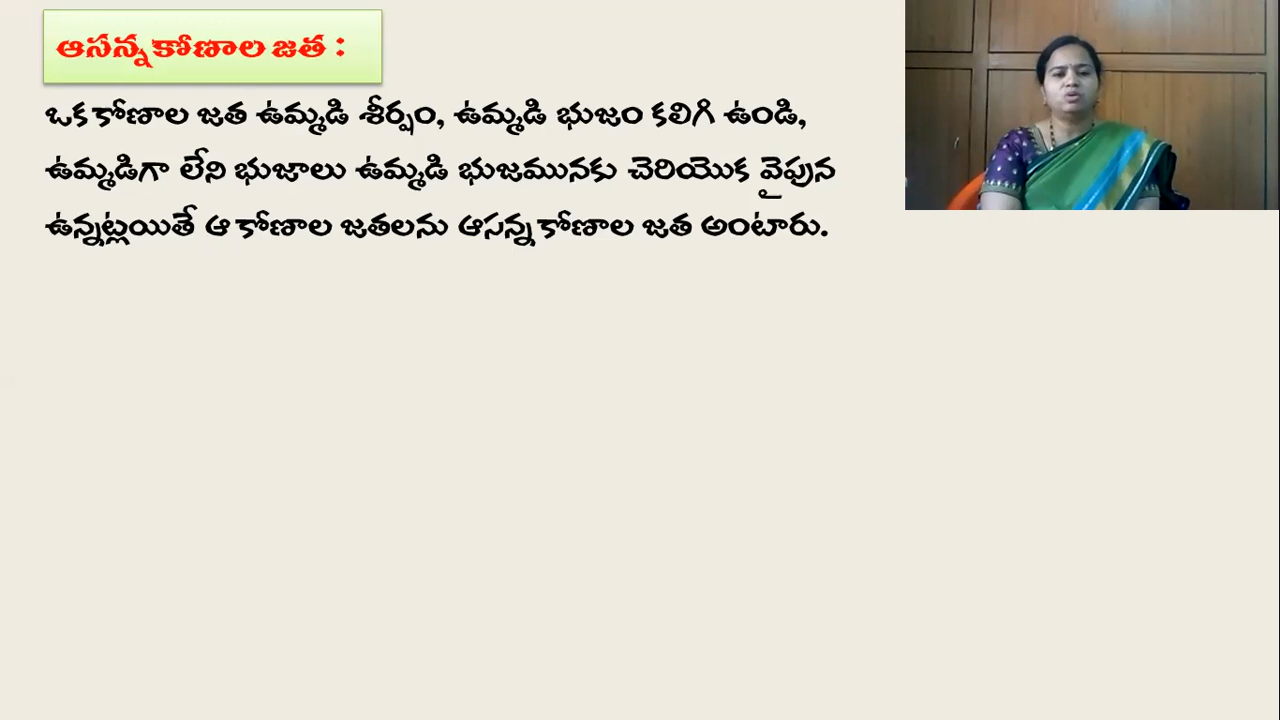 ఆసన్నకోణాల జత :
ఒక కోణాల జత ఉమ్మడి శీర్షం, ఉమ్మడి భుజం కలిగి ఉండి,
ఉమ్మడిగా లేని భుజాలు ఉమ్మడి భుజమునకు చెరియొక వైపున
ఉన్నట్లయితే ఆ కోణాల జతలను ఆసన్న కోణాల జత అంటారు.